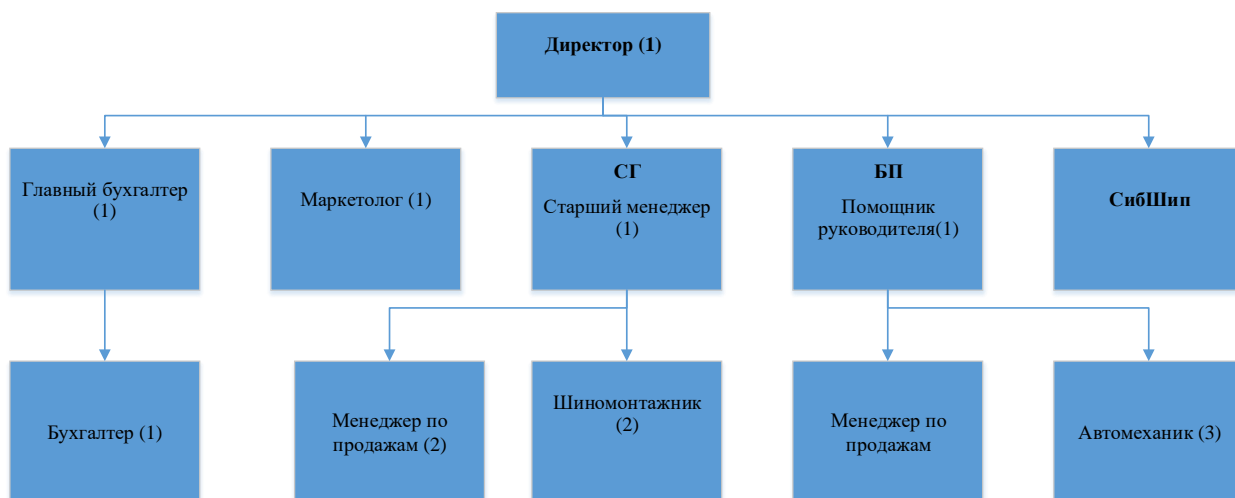 Директор (1)
Главный бухгалтер
(1)
Маркетолог (1)
СГ
Старший менеджер
(1)
БП
Помощник
руководителя(1)
СибШип
Бухгалтер (1)
Менеджер по
продажам (2)
Шиномонтажник
(2)
Менеджер по
продажам
Автомеханик (3)